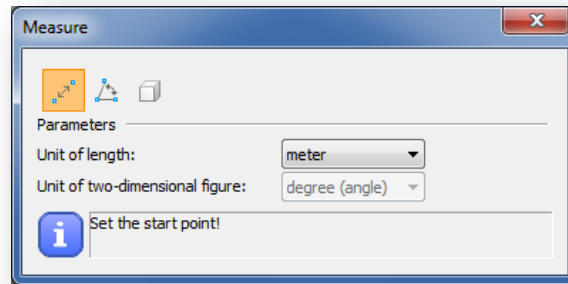 Measure
Parameters
Unit of length: meter
Unit of two-dimensional figure: degree (angle)
Set the start point!